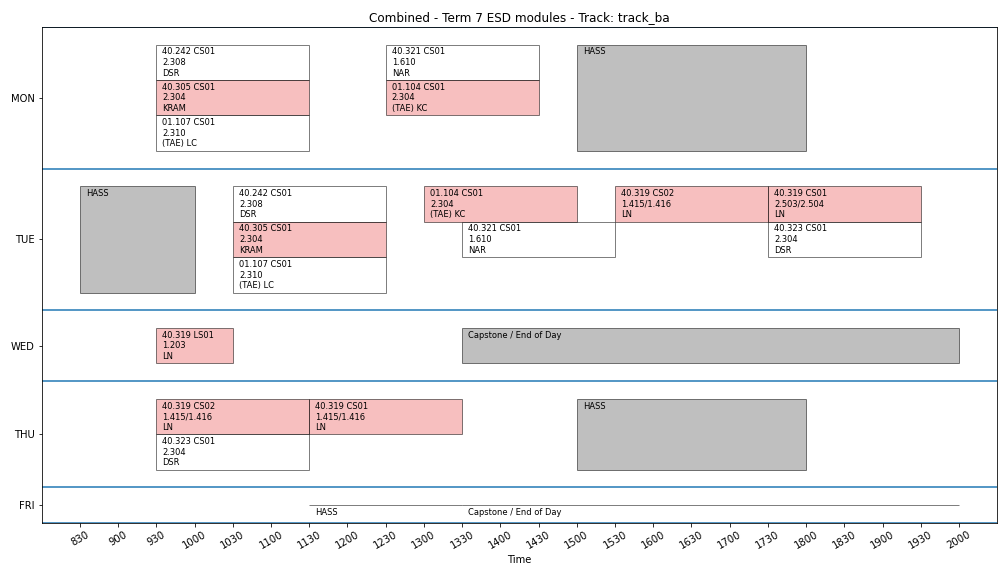 Combined - Term 7 ESD modules - Track: track_ba
MON
40.242 CS01
2.308
DSR
40.305 CS01
2.304
KRAM
01.107 CS01
2.310
(TAE) LC
40.321 CS01
1.610
NAR
01.104 CS01
2.304
(TAE) KC
HASS
TUE
HASS
40.242 CS01
2.308
DSR
40.305 CS01
2.304
KRAM
01.107 CS01
2.310
(TAE) LC
01.104 CS01
2.304
(TAE) KC
40.321 CS01
1.610
NAR
40.319 CS02
1.415/1.416
LN
40.319 CS01
2.503/2.504
LN
40.323 CS01
2.304
DSR
WED
40.319 LS01
1.203
LN
Capstone / End of Day
THU
40.319 CS02
1.415/1.416
LN
40.323 CS01
2.304
DSR
40.319 CS01
1.415/1.416
LN
HASS
FRI
HASS
Capstone / End of Day
830 900 930 1000 1030 1100 1130 1200 1230 1300 1330 1430 1500 1600 1630 1700 1730 1800 1830 1900 1930 2000
Time